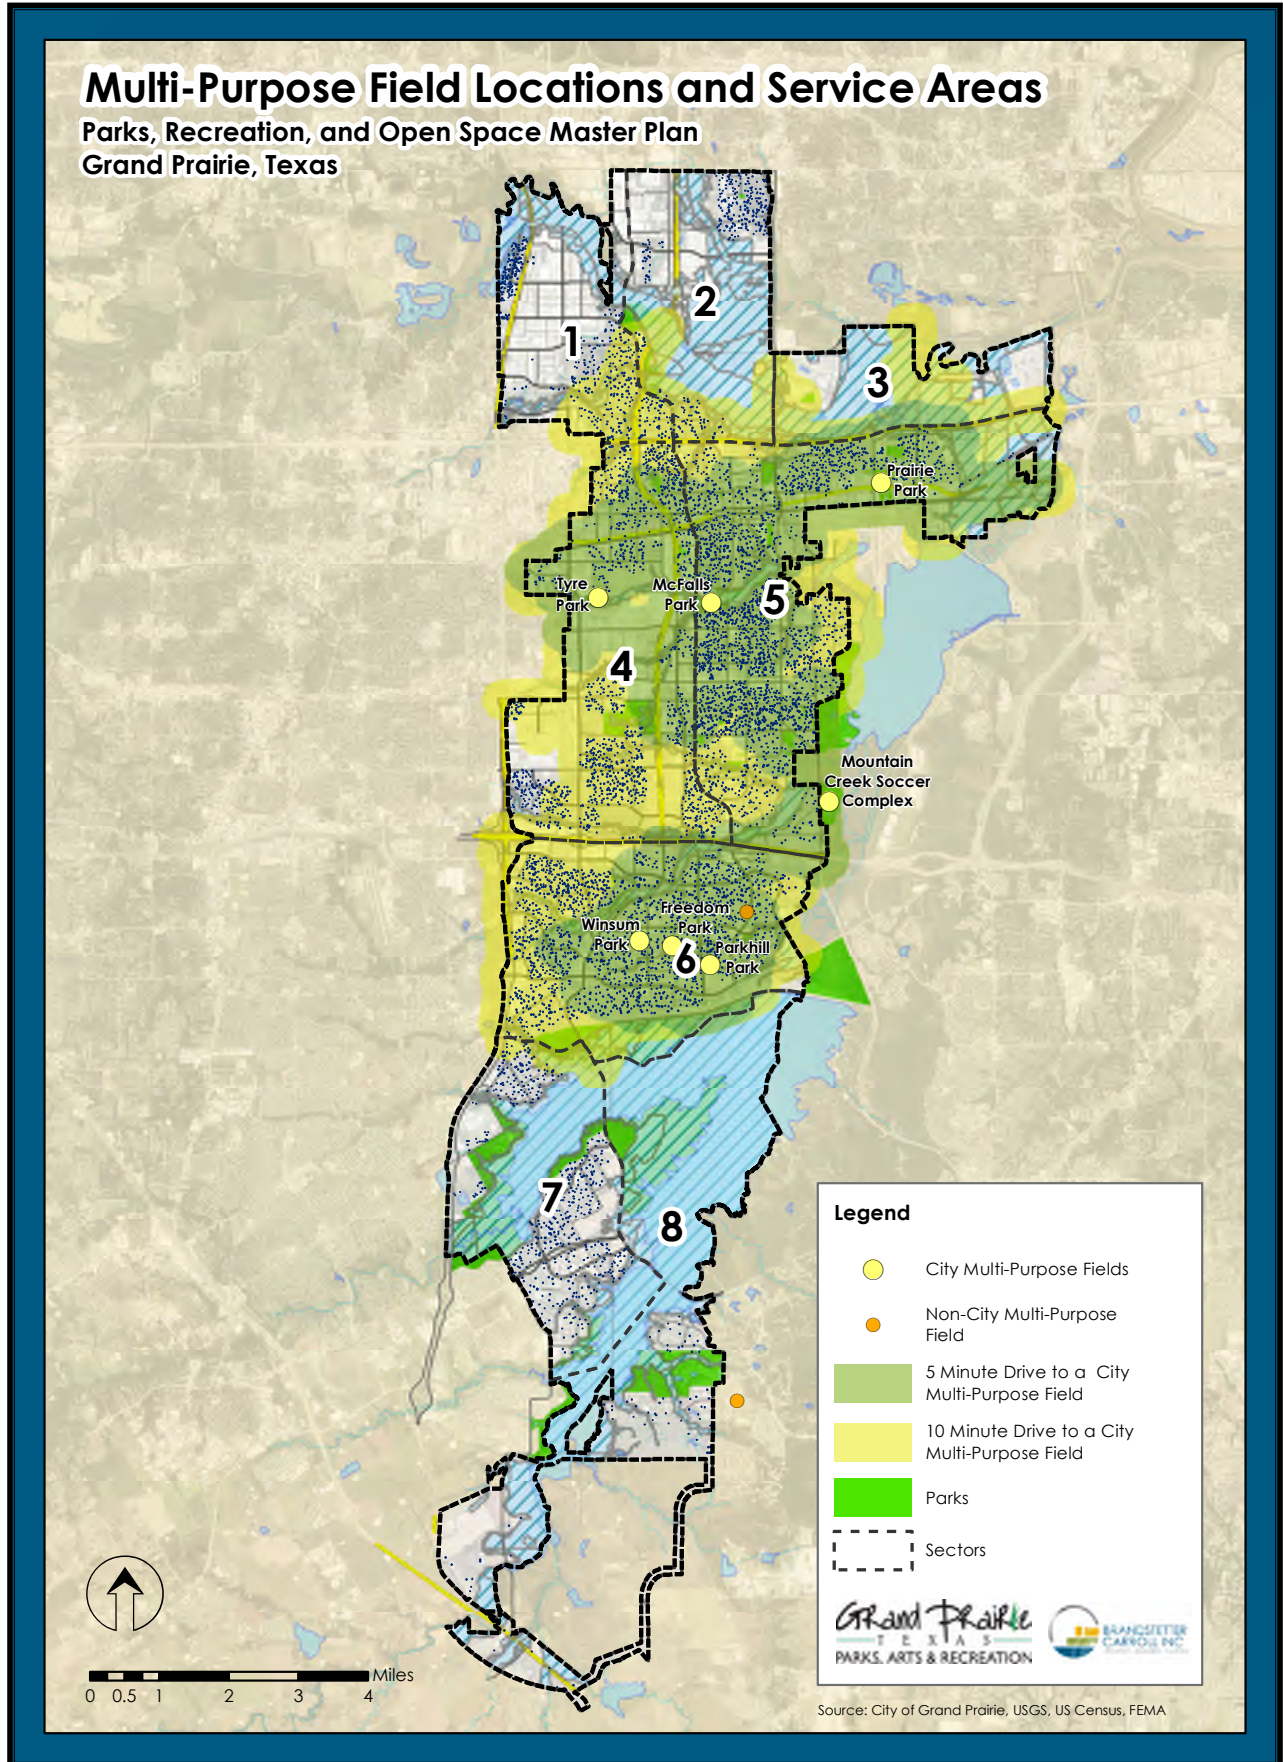 Multi-Purpose Field Locations and Service Areas
Parks, Recreation, and Open Space Master Plan
Grand Prairie, Texas
2
1
3
Prairie
Park
Tyre
Park
McFalls
Park
5
4
Mountain
Creek Soccer
Complex
Freedom
Park
Winsum
Park
6
Parkhill
Park
7
8
Legend
City Multi-Purpose Fields
Non-City Multi-Purpose
Field
5 Minute Drive to a City
Multi-Purpose Field
10 Minute Drive to a City
Multi-Purpose Field
Parks
Sectors
Grand Prairie
TEXAS
PARKS, ARTS & RECREATION
BRANDSTETTER
CARROLL INC
Miles
0 0.5 1 2 3 4
Source: City of Grand Prairie, USGS, US Census, FEMA